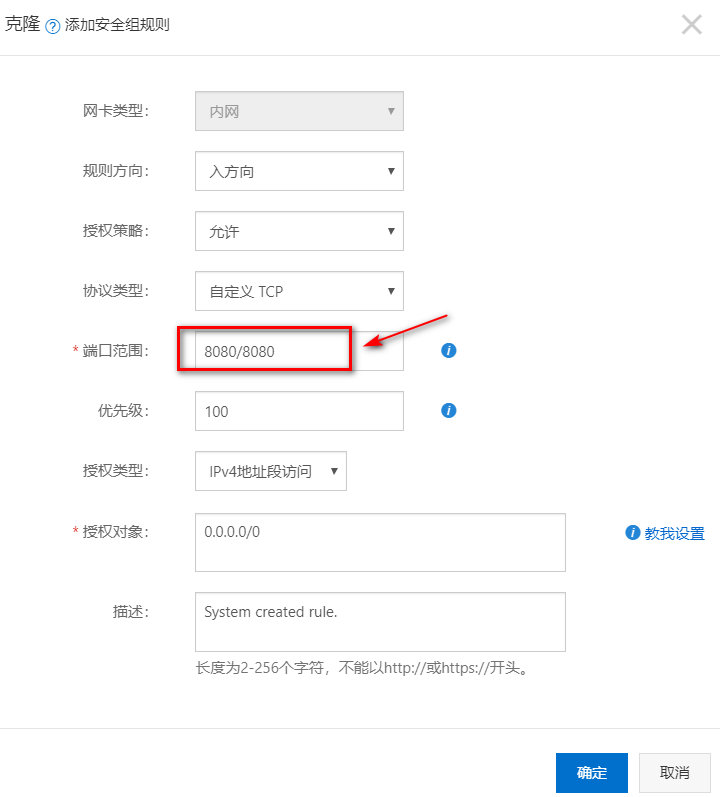 克隆 ? 添加安全组规则
网卡类型： 内网
规则方向： 入方向
授权策略： 允许
协议类型： 自定义 TCP
* 端口范围： 8080/8080
优先级： 100
授权类型： IPv4地址段访问
* 授权对象： 0.0.0.0/0 教我设置
描述： System created rule.
长度为2-256个字符，不能以http://或https://开头。
确定 取消